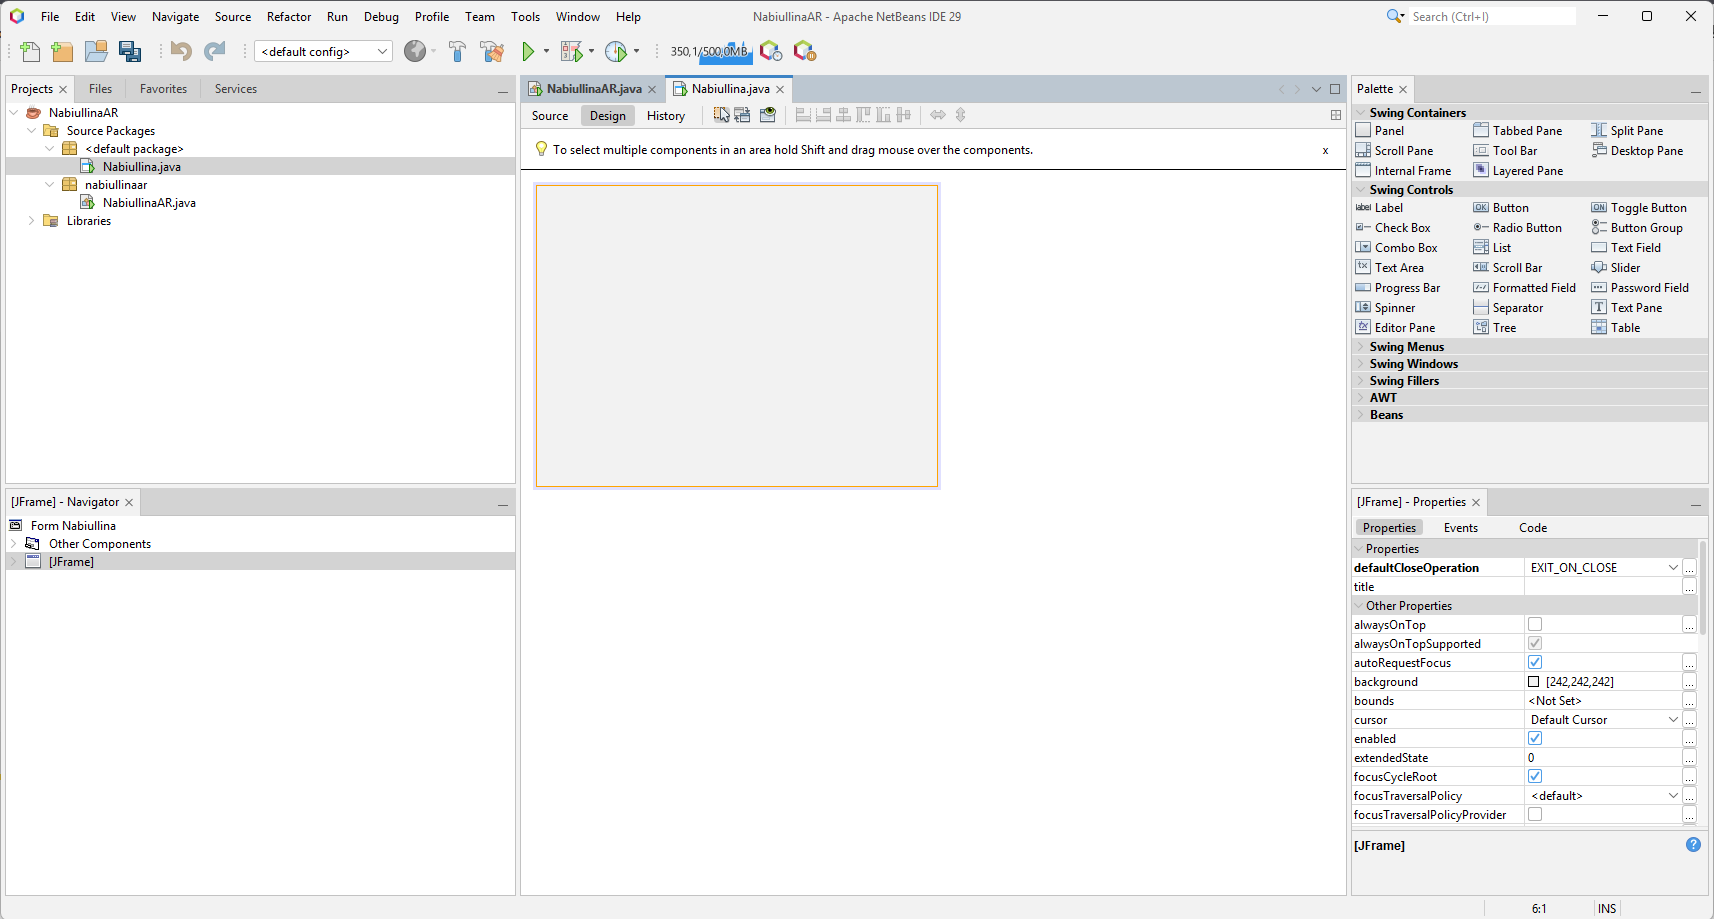 File Edit View Navigate Source Refactor Run Debug Profile Team Tools Window Help
NabiullinaAR - Apache NetBeans IDE 29
Search (Ctrl+I)
<default config>
350,1/500,0MB
Projects Files Favorites Services
NabiullinaAR
Source Packages
<default package>
Nabiullina.java
nabiullinaar
NabiullinaAR.java
Libraries
[JFrame] - Navigator
Form Nabiullina
Other Components
[JFrame]
NabiullinaAR.java Nabiullina.java
Source Design History
To select multiple components in an area hold Shift and drag mouse over the components. x
Palette
Swing Containers
Panel Tabbed Pane Split Pane
Scroll Pane Tool Bar Desktop Pane
Internal Frame Layered Pane
Swing Controls
label Label OK Button ON Toggle Button
Check Box Radio Button Button Group
Combo Box List Text Field
Text Area Scroll Bar Slider
Progress Bar Formatted Field Password Field
Spinner Separator Text Pane
Editor Pane Tree Table
Swing Menus
Swing Windows
Swing Fillers
AWT
Beans
[JFrame] - Properties
Properties Events Code
Properties
defaultCloseOperation EXIT_ON_CLOSE ...
title ...
Other Properties
alwaysOnTop ...
alwaysOnTopSupported
autoRequestFocus ...
background [242,242,242] ...
bounds <Not Set> ...
cursor Default Cursor ...
enabled ...
extendedState 0 ...
focusCycleRoot ...
focusTraversalPolicy <default> ...
focusTraversalPolicyProvider ...
[JFrame] ?
6:1 INS